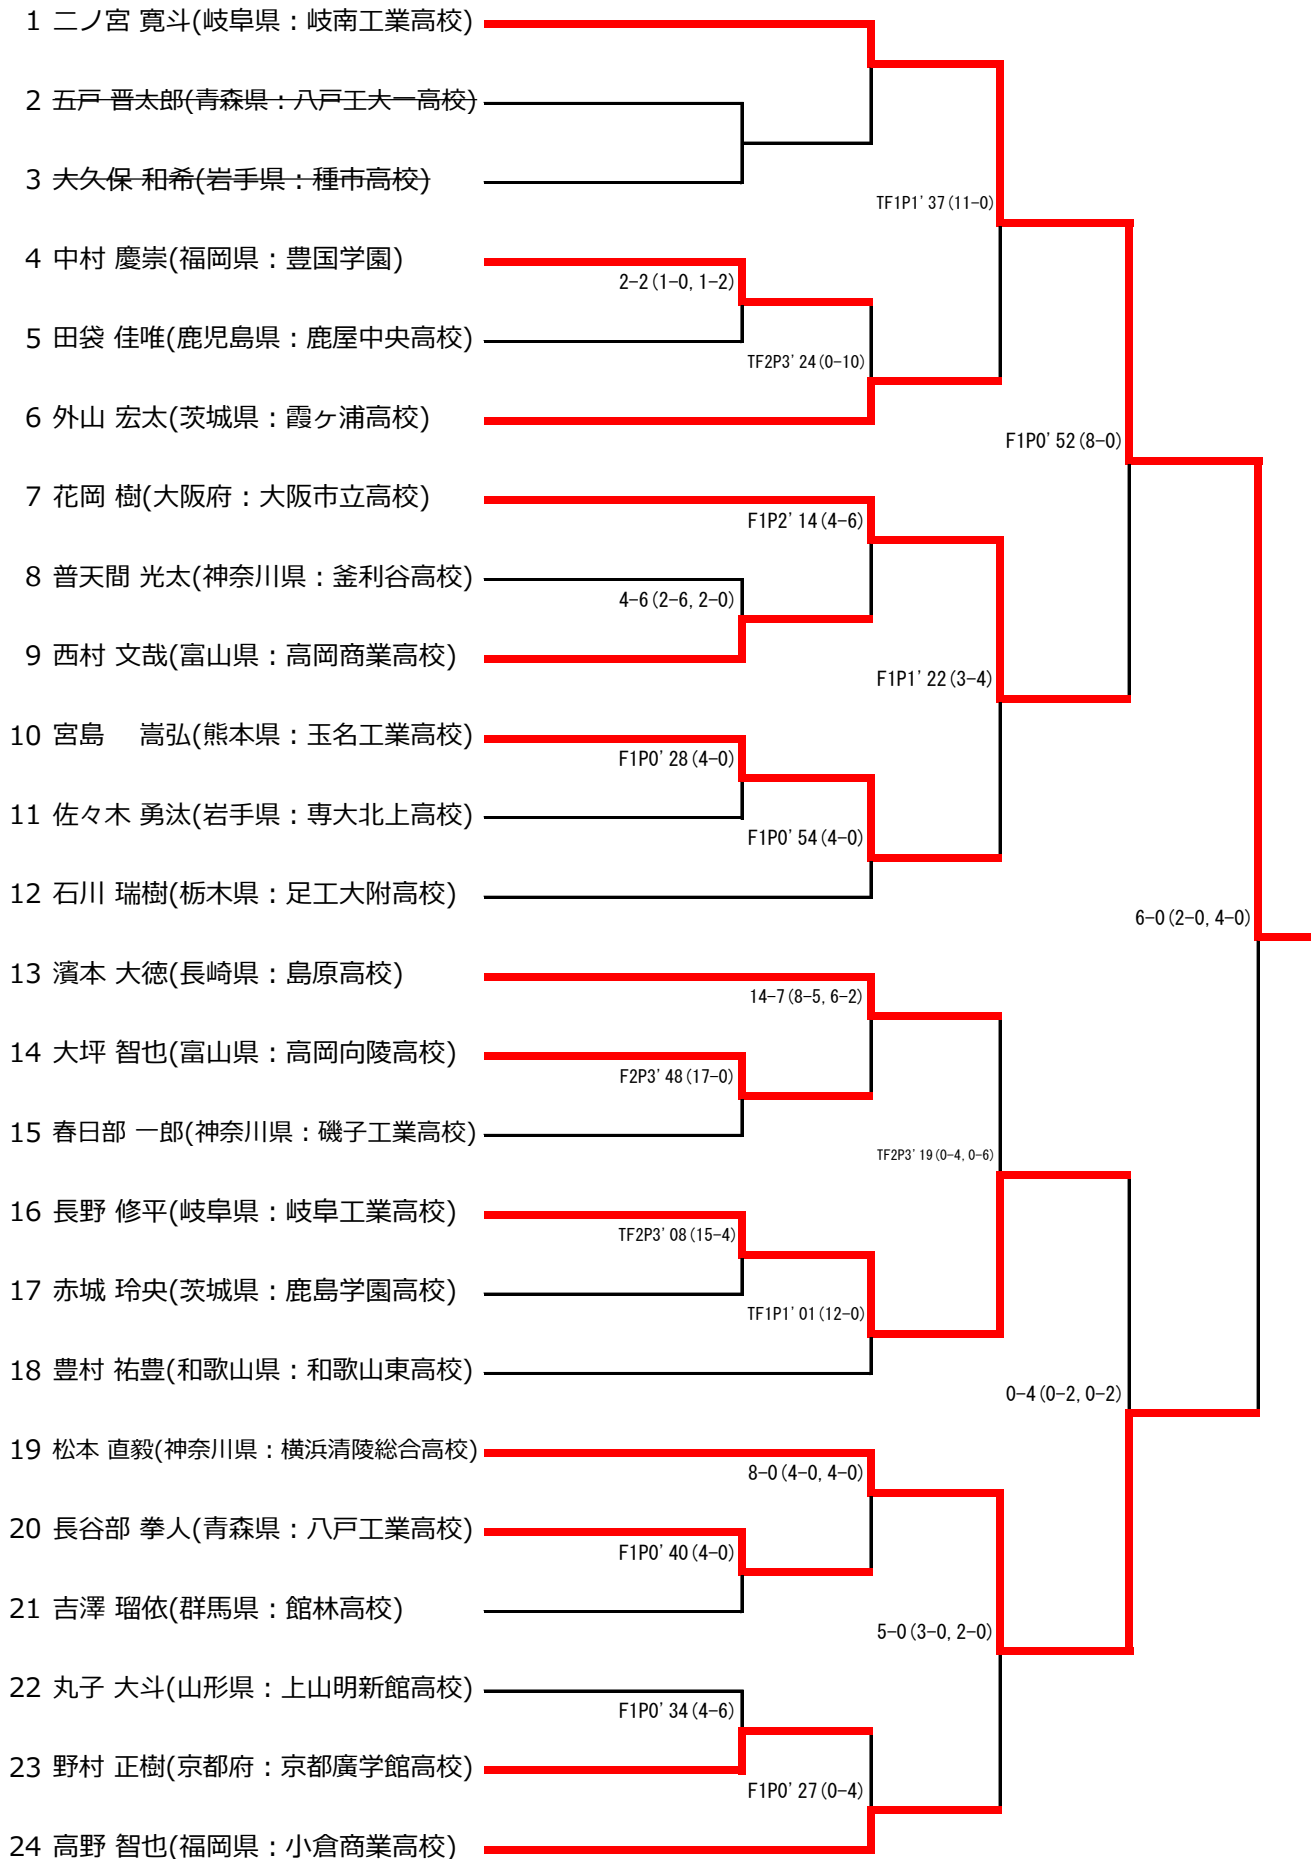 1 二ノ宮 寛斗(岐阜県：岐南工業高校)
2 五戸 晋太郎(青森県：八戸工大一高校)
3 大久保 和希(岩手県：種市高校)
TF1P1'37(11-0)
4 中村 慶崇(福岡県：豊国学園)
2-2(1-0,1-2)
5 田袋 佳唯(鹿児島県：鹿屋中央高校)
TF2P3'24(0-10)
6 外山 宏太(茨城県：霞ヶ浦高校)
F1P0'52(8-0)
7 花岡 樹(大阪府：大阪市立高校)
F1P2'14(4-6)
8 普天間 光太(神奈川県：釜利谷高校)
4-6(2-6,2-0)
9 西村 文哉(富山県：高岡商業高校)
F1P1'22(3-4)
10 宮島 嵩弘(熊本県：玉名工業高校)
F1P0'28(4-0)
11 佐々木 勇汰(岩手県：専大北上高校)
F1P0'54(4-0)
12 石川 瑞樹(栃木県：足工大附高校)
6-0(2-0,4-0)
13 濱本 大徳(長崎県：島原高校)
14-7(8-5,6-2)
14 大坪 智也(富山県：高岡向陵高校)
F2P3'48(17-0)
15 春日部 一郎(神奈川県：磯子工業高校)
TF2P3'19(0-4,0-6)
16 長野 修平(岐阜県：岐阜工業高校)
TF2P3'08(15-4)
17 赤城 玲央(茨城県：鹿島学園高校)
TF1P1'01(12-0)
18 豊村 祐豊(和歌山県：和歌山東高校)
0-4(0-2,0-2)
19 松本 直毅(神奈川県：横浜清陵総合高校)
8-0(4-0,4-0)
20 長谷部 拳人(青森県：八戸工業高校)
F1P0'40(4-0)
21 吉澤 瑠依(群馬県：館林高校)
5-0(3-0,2-0)
22 丸子 大斗(山形県：上山明新館高校)
F1P0'34(4-6)
23 野村 正樹(京都府：京都廣学館高校)
F1P0'27(0-4)
24 高野 智也(福岡県：小倉商業高校)